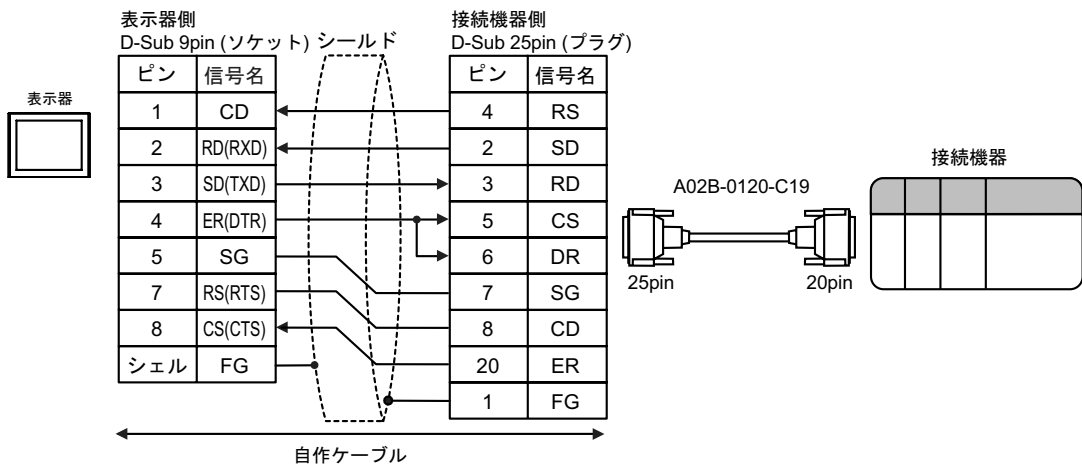 表示器側
D-Sub 9pin (ソケット)
シールド
接続機器側
D-Sub 25pin (プラグ)
ピン 信号名
1 CD
2 RD(RXD)
3 SD(TXD)
4 ER(DTR)
5 SG
7 RS(RTS)
8 CS(CTS)
シェル FG
ピン 信号名
4 RS
2 SD
3 RD
5 CS
6 DR
7 SG
8 CD
20 ER
1 FG
表示器
自作ケーブル
A02B-0120-C19
25pin
20pin
接続機器